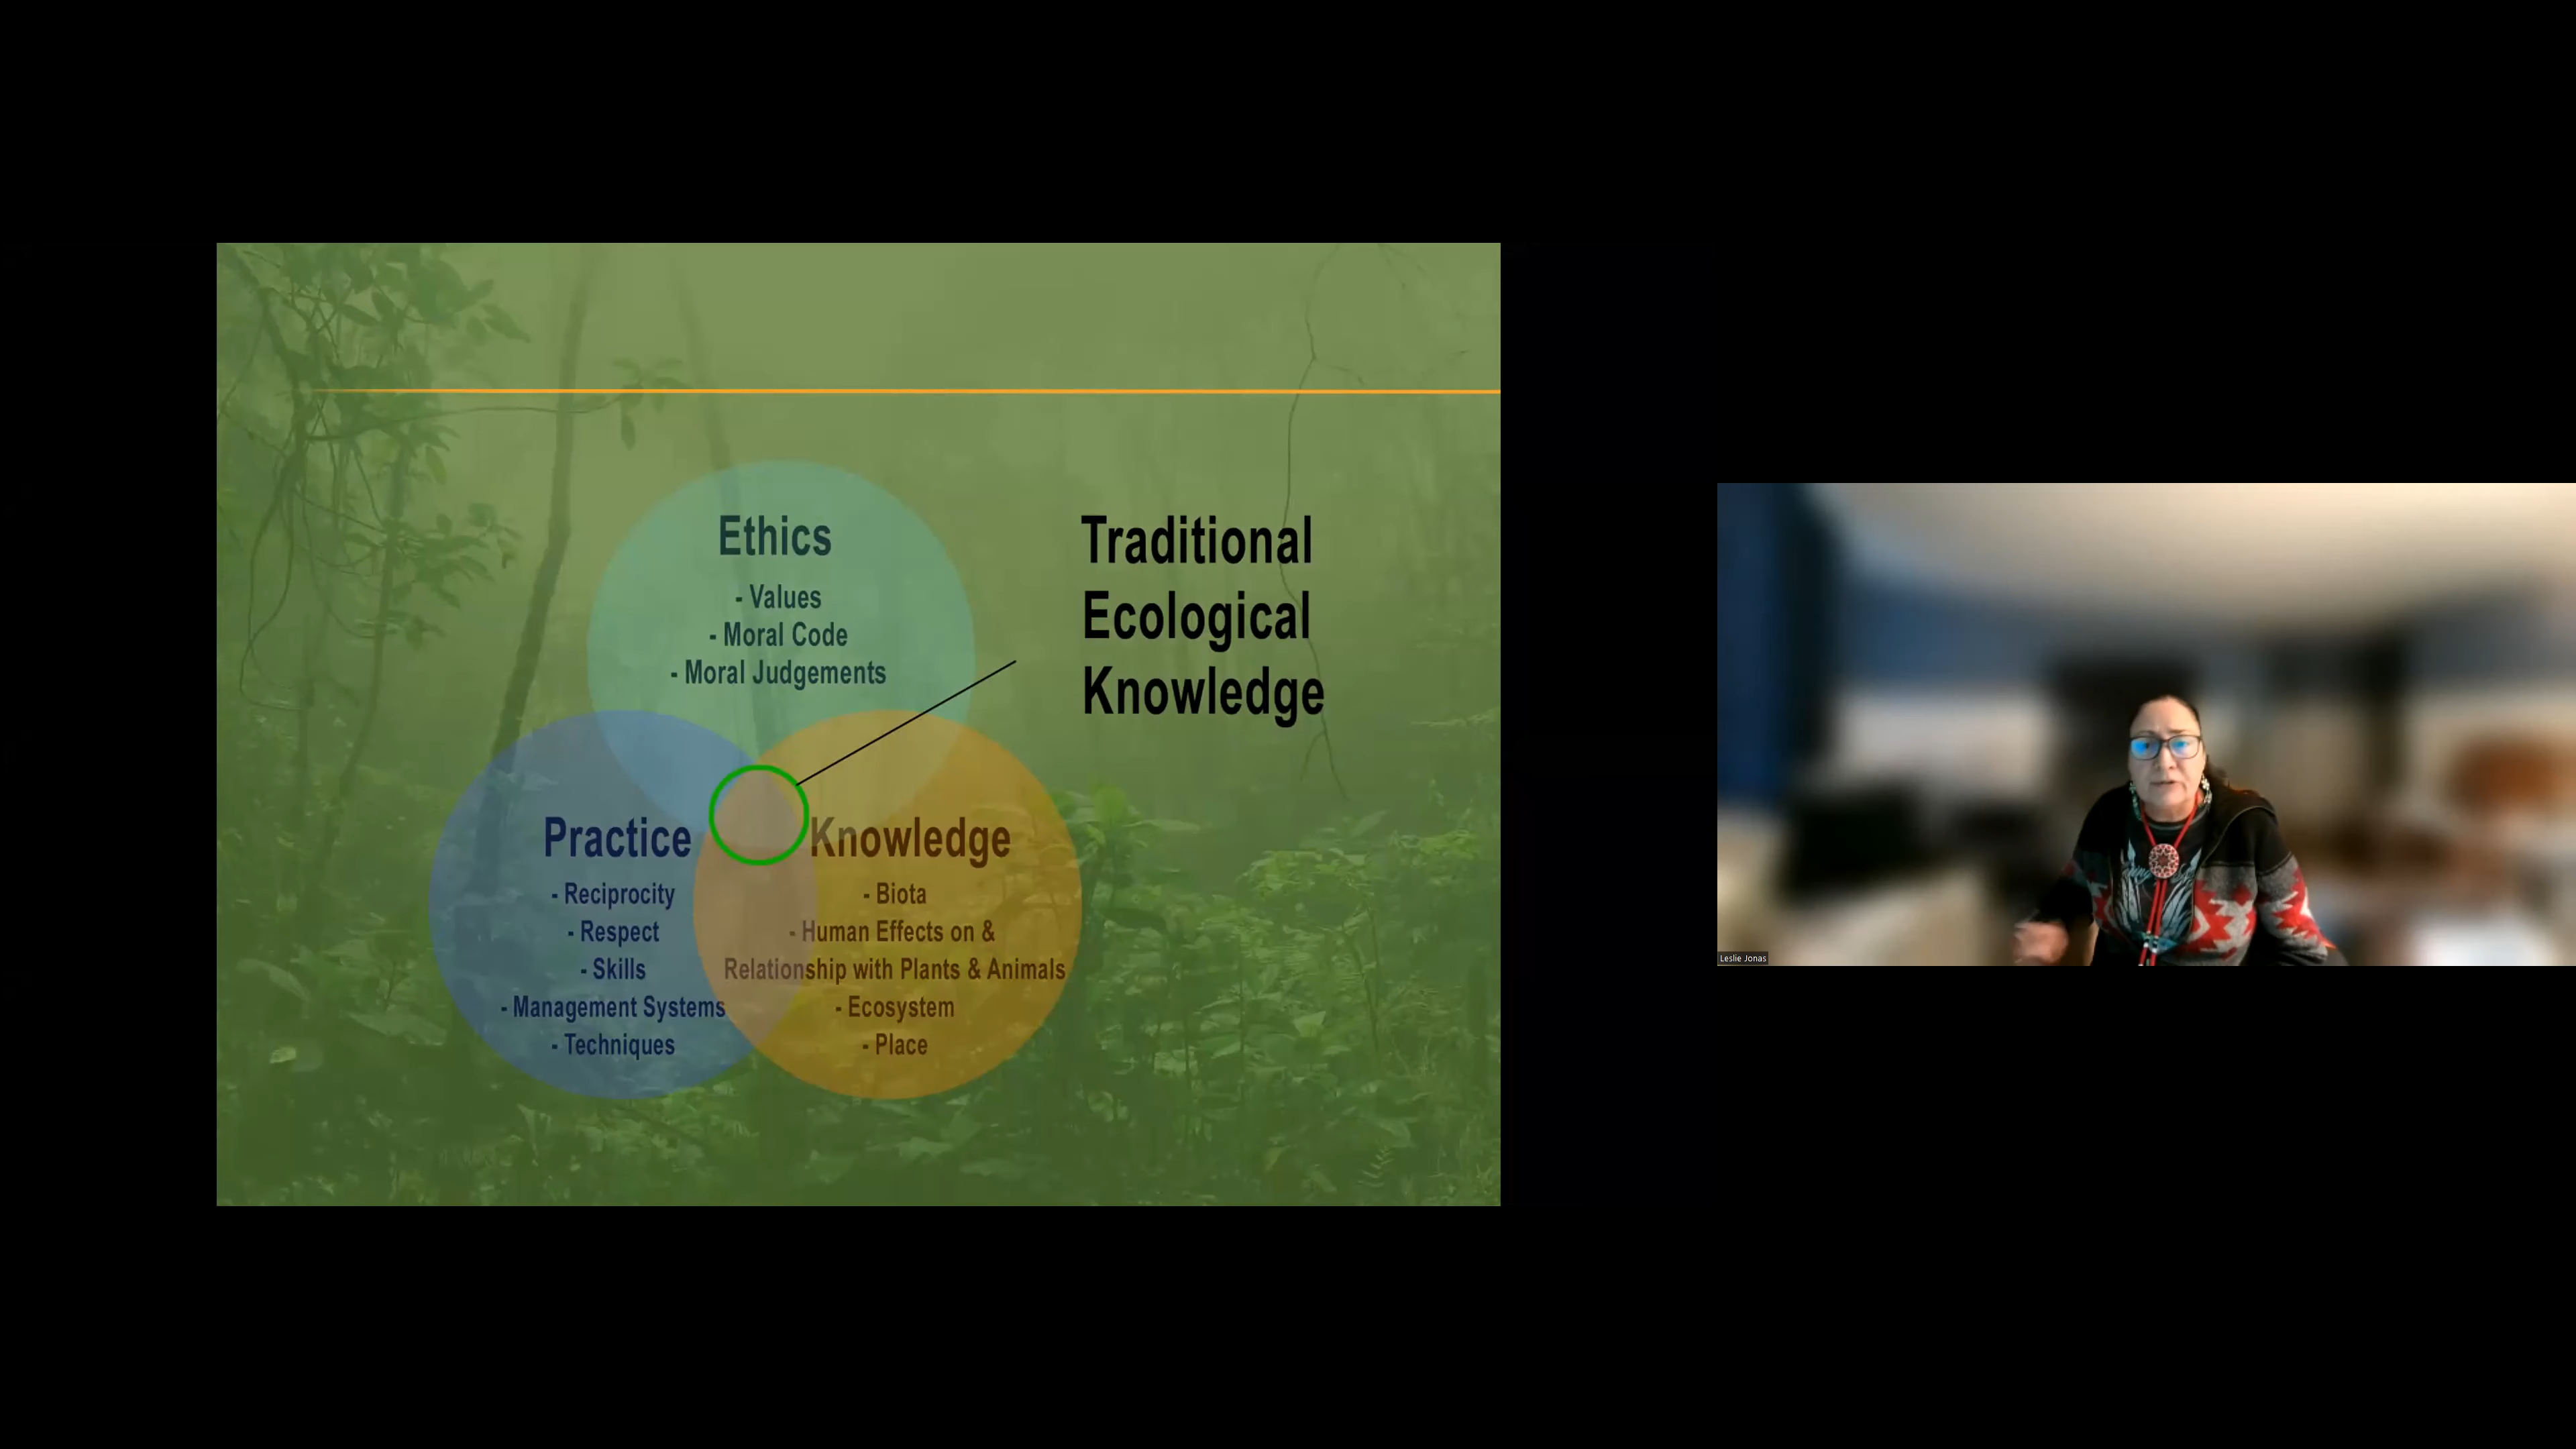 Ethics
- Values
- Moral Code
- Moral Judgements
Traditional
Ecological
Knowledge
Practice
- Reciprocity
- Respect
- Skills
- Management Systems
- Techniques
Knowledge
- Biota
- Human Effects on &
Relationship with Plants & Animals
- Ecosystem
- Place
Leslie Jonas